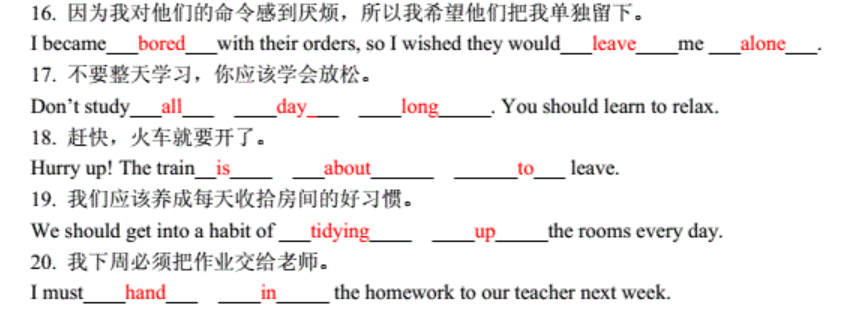 16. 因为我对他们的命令感到厌烦，所以我希望他们把我单独留下。
I became___bored___with their orders, so I wished they would___leave____me ___alone___.
17. 不要整天学习，你应该学会放松。
Don't study___all___ ____day___ ____long_____. You should learn to relax.
18. 赶快，火车就要开了。
Hurry up! The train__is____ ___about______ ______to___ leave.
19. 我们应该养成每天收拾房间的好习惯。
We should get into a habit of ___tidying____ ____up_____the rooms every day.
20. 我下周必须把作业交给老师。
I must____hand___ ____in_____ the homework to our teacher next week.